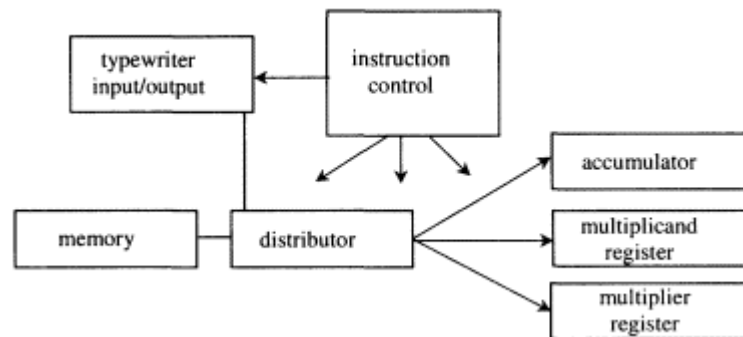 typewriter
input/output
instruction
control
accumulator
memory
distributor
multiplicand
register
multiplier
register